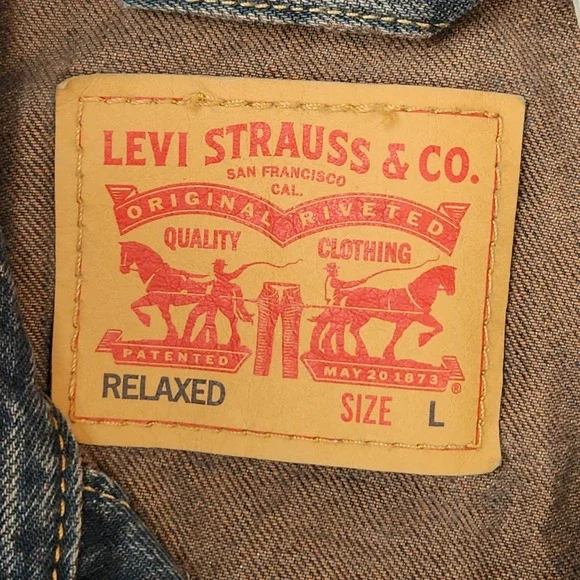 LEVI STRAUSS & CO.
SAN FRANCISCO
CAL.
ORIGINAL RIVETED
QUALITY CLOTHING
PATENTED MAY 20 1873 ®
RELAXED SIZE L